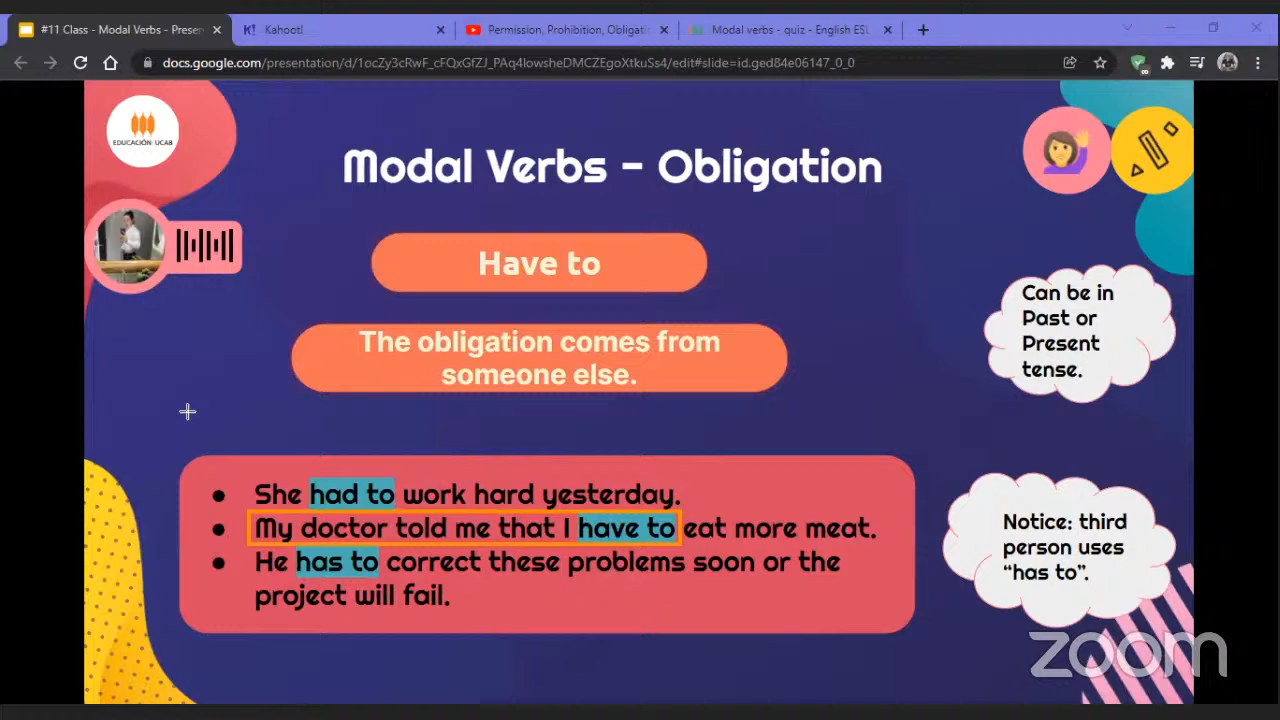 #11 Class - Modal Verbs - Presen
Kahoot!
Permission, Prohibition, Obligati
Modal verbs - quiz - English ESL
docs.google.com/presentation/d/1ocZy3cRwF_cFQxGfZJ_PAq4IowsheDMCZEgoXtkuSs4/edit#slide=id.ged84e06147_0_0
EDUCACIÓN UCAB
Modal Verbs - Obligation
Have to
The obligation comes from
someone else.
Can be in
Past or
Present
tense.
She had to work hard yesterday.
My doctor told me that I have to eat more meat.
He has to correct these problems soon or the
project will fail.
Notice: third
person uses
“has to”.
zoom